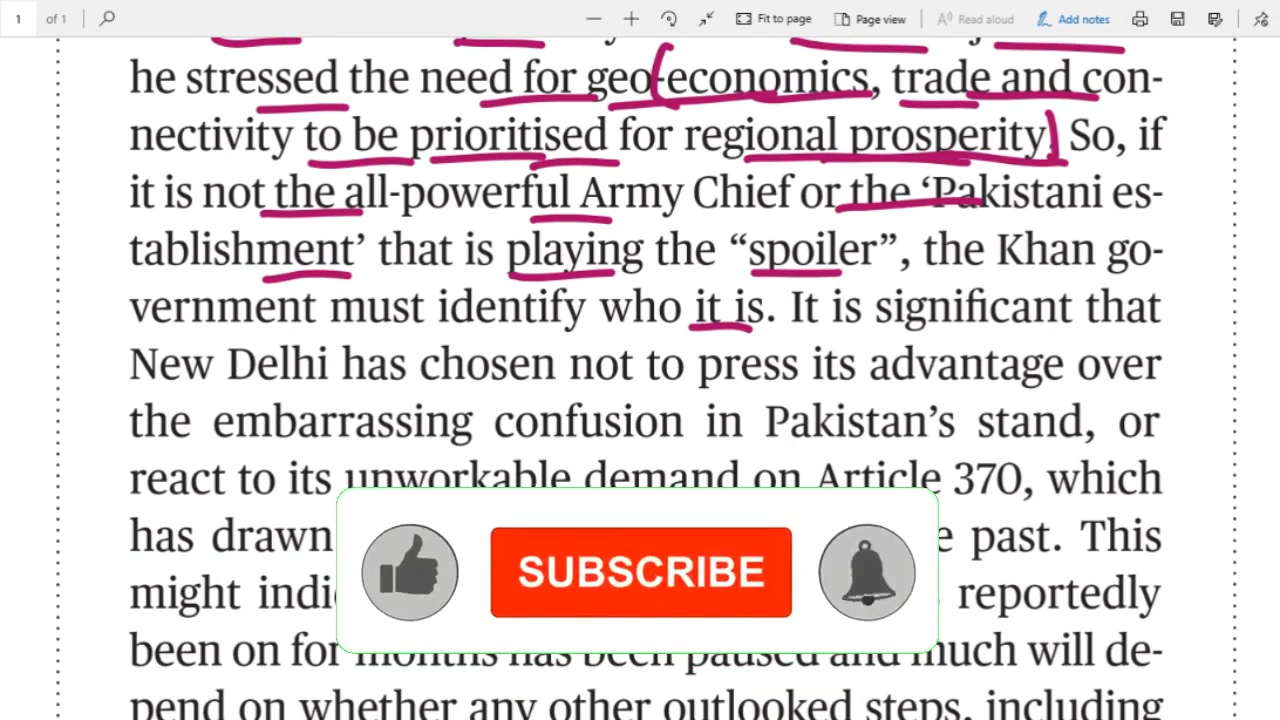 1 of 1 Fit to page Page view Read aloud Add notes
he stressed the need for geo-economics, trade and con-
nectivity to be prioritised for regional prosperity. So, if
it is not the all-powerful Army Chief or the ‘Pakistani es-
tablishment’ that is playing the “spoiler”, the Khan go-
vernment must identify who it is. It is significant that
New Delhi has chosen not to press its advantage over
the embarrassing confusion in Pakistan’s stand, or
react to its unworkable demand on Article 370, which
has drawn past. This
might reportedly
been on for months has been paused and much will de-
pend on whether any other outlooked steps, including
SUBSCRIBE